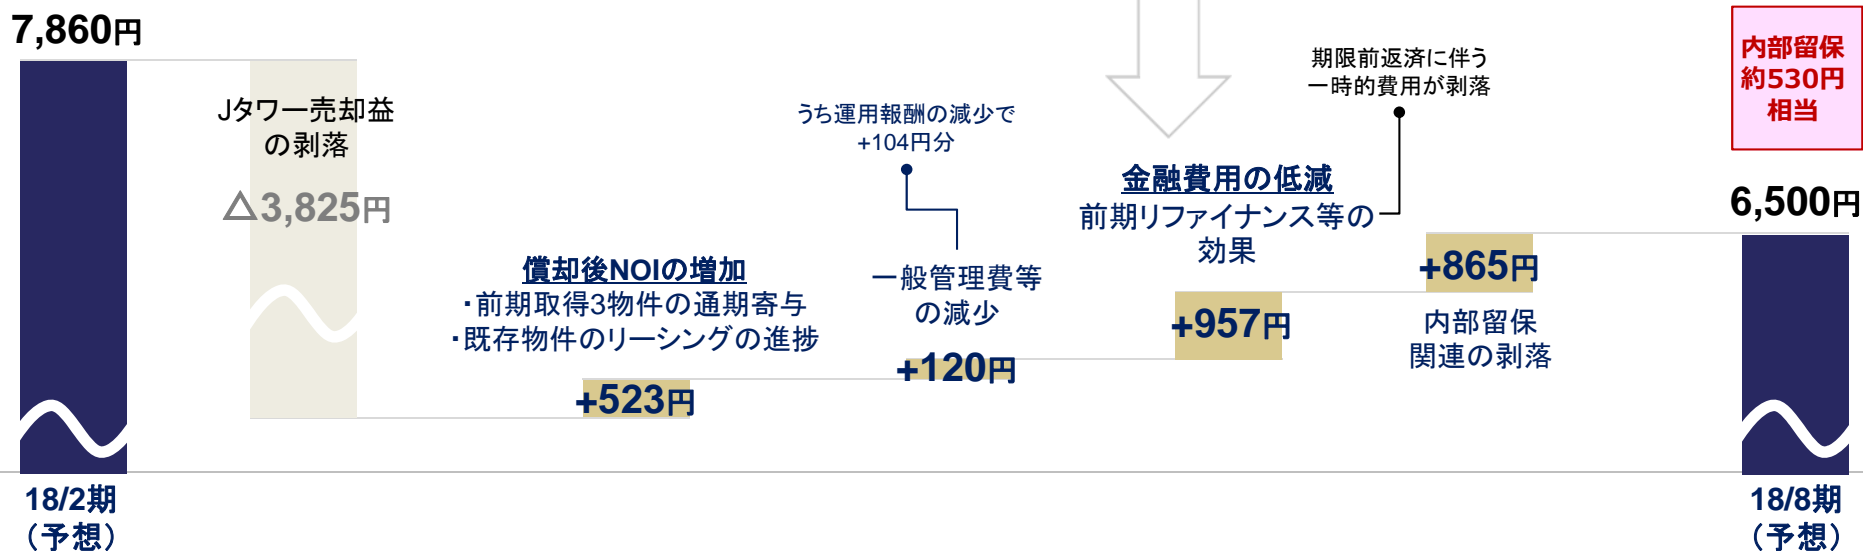 7,860円
Jタワー売却益
の剥落
△3,825円
償却後NOIの増加
・前期取得3物件の通期寄与
・既存物件のリーシングの進捗
+523円
うち運用報酬の減少で
+104円分
一般管理費等
の減少
+120円
期限前返済に伴う
一時的費用が剥落
金融費用の低減
前期リファイナンス等の
効果
+957円
+865円
内部留保
関連の剥落
内部留保
約530円
相当
6,500円
18/2期
（予想）
18/8期
（予想）